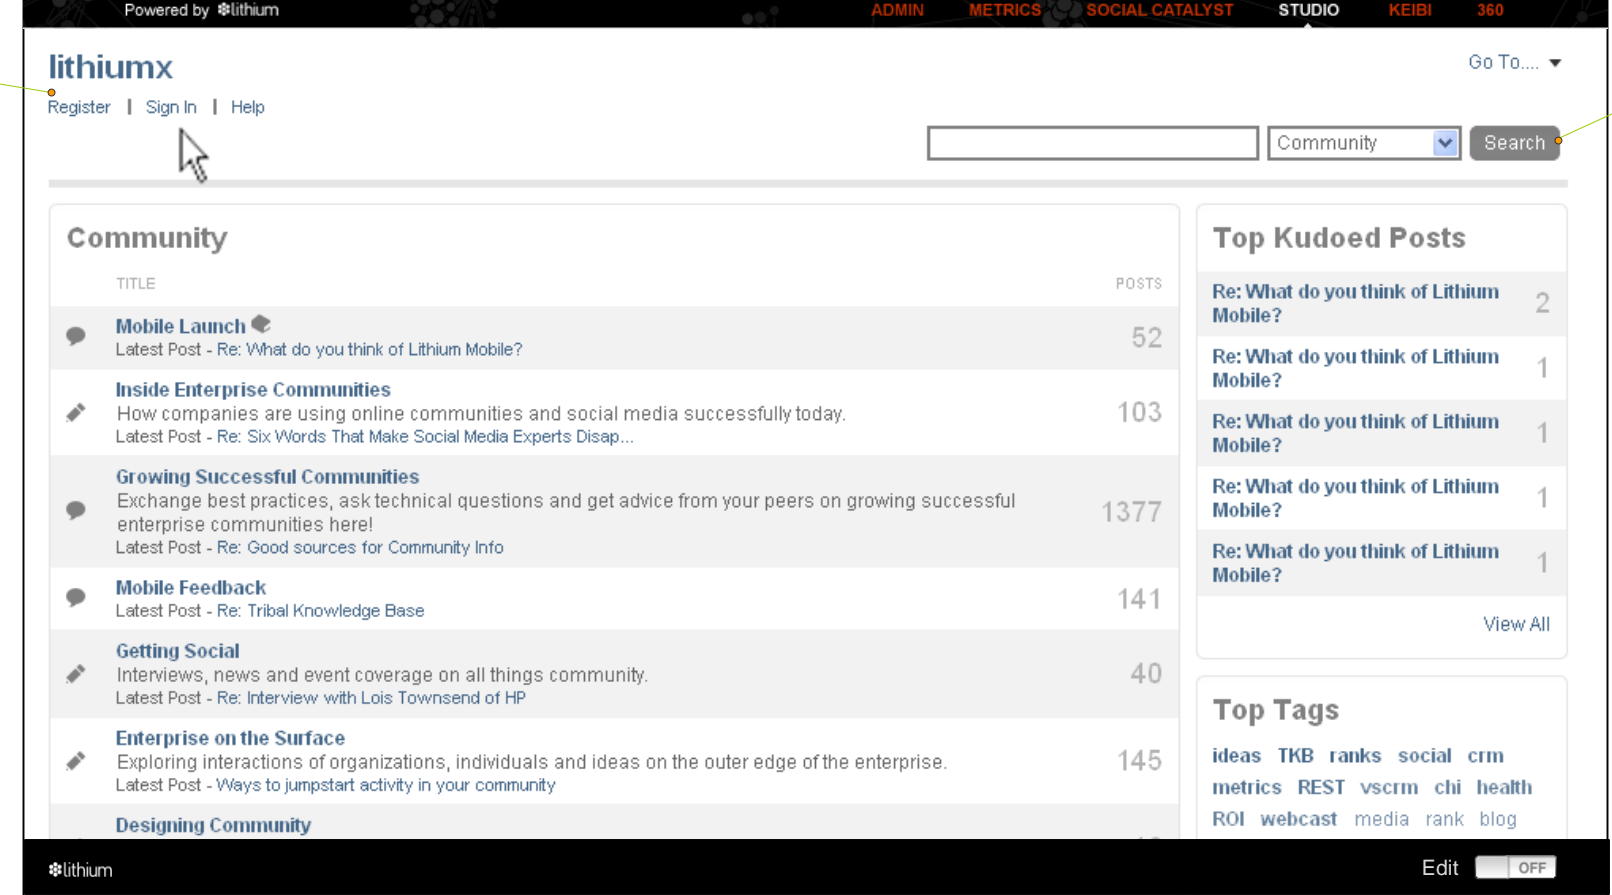 Powered by lithium
ADMIN METRICS SOCIAL CATALYST STUDIO KEIBI 360
lithiumx
Go To.... 
Register | Sign In | Help
Community Search
Community
TITLE POSTS
Mobile Launch
Latest Post - Re: What do you think of Lithium Mobile?
52
Inside Enterprise Communities
How companies are using online communities and social media successfully today.
Latest Post - Re: Six Words That Make Social Media Experts Disap...
103
Growing Successful Communities
Exchange best practices, ask technical questions and get advice from your peers on growing successful
enterprise communities here!
Latest Post - Re: Good sources for Community Info
1377
Mobile Feedback
Latest Post - Re: Tribal Knowledge Base
141
Getting Social
Interviews, news and event coverage on all things community.
Latest Post - Re: Interview with Lois Townsend of HP
40
Enterprise on the Surface
Exploring interactions of organizations, individuals and ideas on the outer edge of the enterprise.
Latest Post - Ways to jumpstart activity in your community
145
Designing Community
Top Kudoed Posts
Re: What do you think of Lithium
Mobile?
2
Re: What do you think of Lithium
Mobile?
1
Re: What do you think of Lithium
Mobile?
1
Re: What do you think of Lithium
Mobile?
1
Re: What do you think of Lithium
Mobile?
1
View All
Top Tags
ideas TKB ranks social crm
metrics REST vscrm chi health
ROI webcast media rank blog
lithium
Edit OFF